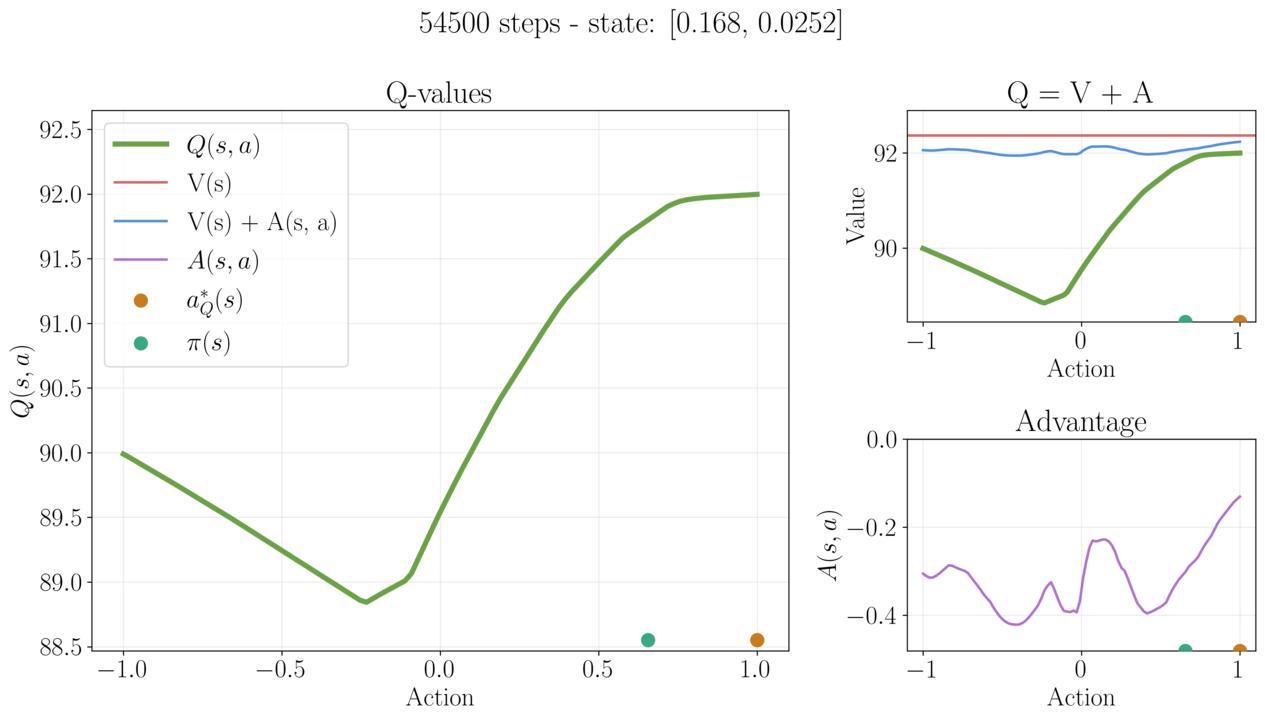 54500 steps - state: [0.168, 0.0252]
Q-values
Q(s, a)
92.5
92.0
91.5
91.0
90.5
90.0
89.5
89.0
88.5
Q(s, a)
V(s)
V(s) + A(s, a)
A(s, a)
a*_Q(s)
π(s)
−1.0
−0.5
0.0
0.5
1.0
Action
Q = V + A
Value
92
90
−1
0
1
Action
Advantage
A(s, a)
0.0
−0.2
−0.4
−1
0
1
Action